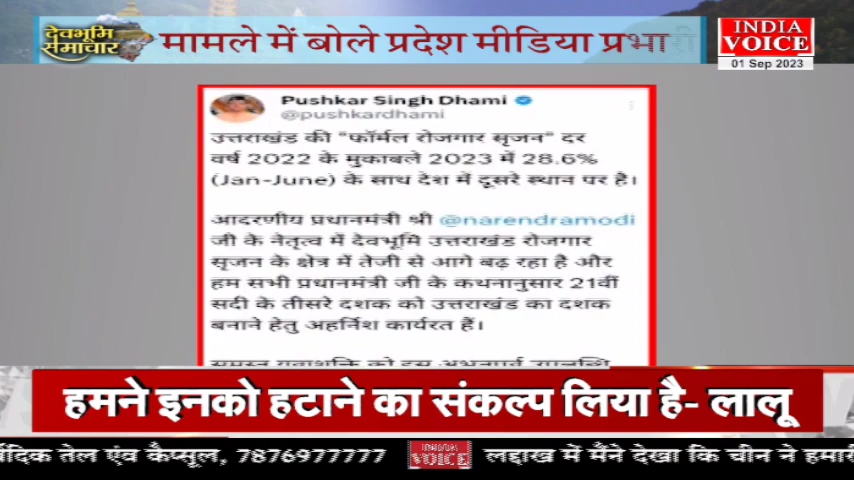 देवभूमि
समाचार
मामले में बोले प्रदेश मीडिया प्रभा
INDIA
VOICE
01 Sep 2023
Pushkar Singh Dhami
@pushkardhami
उत्तराखंड की "फॉर्मल रोजगार सृजन" दर
वर्ष 2022 के मुकाबले 2023 में 28.6%
(Jan-June) के साथ देश में दूसरे स्थान पर है।
आदरणीय प्रधानमंत्री श्री @narendramodi
जी के नेतृत्व में देवभूमि उत्तराखंड रोजगार
सृजन के क्षेत्र में तेजी से आगे बढ़ रहा है और
हम सभी प्रधानमंत्री जी के कथनानुसार 21वीं
सदी के तीसरे दशक को उत्तराखंड का दशक
बनाने हेतु अहर्निश कार्यरत हैं।
हमने इनको हटाने का संकल्प लिया है- लालू
र्वेदिक तेल एंव कैप्सूल, 7876977777 INDIA VOICE लद्दाख में मैंने देखा कि चीन ने हमारी